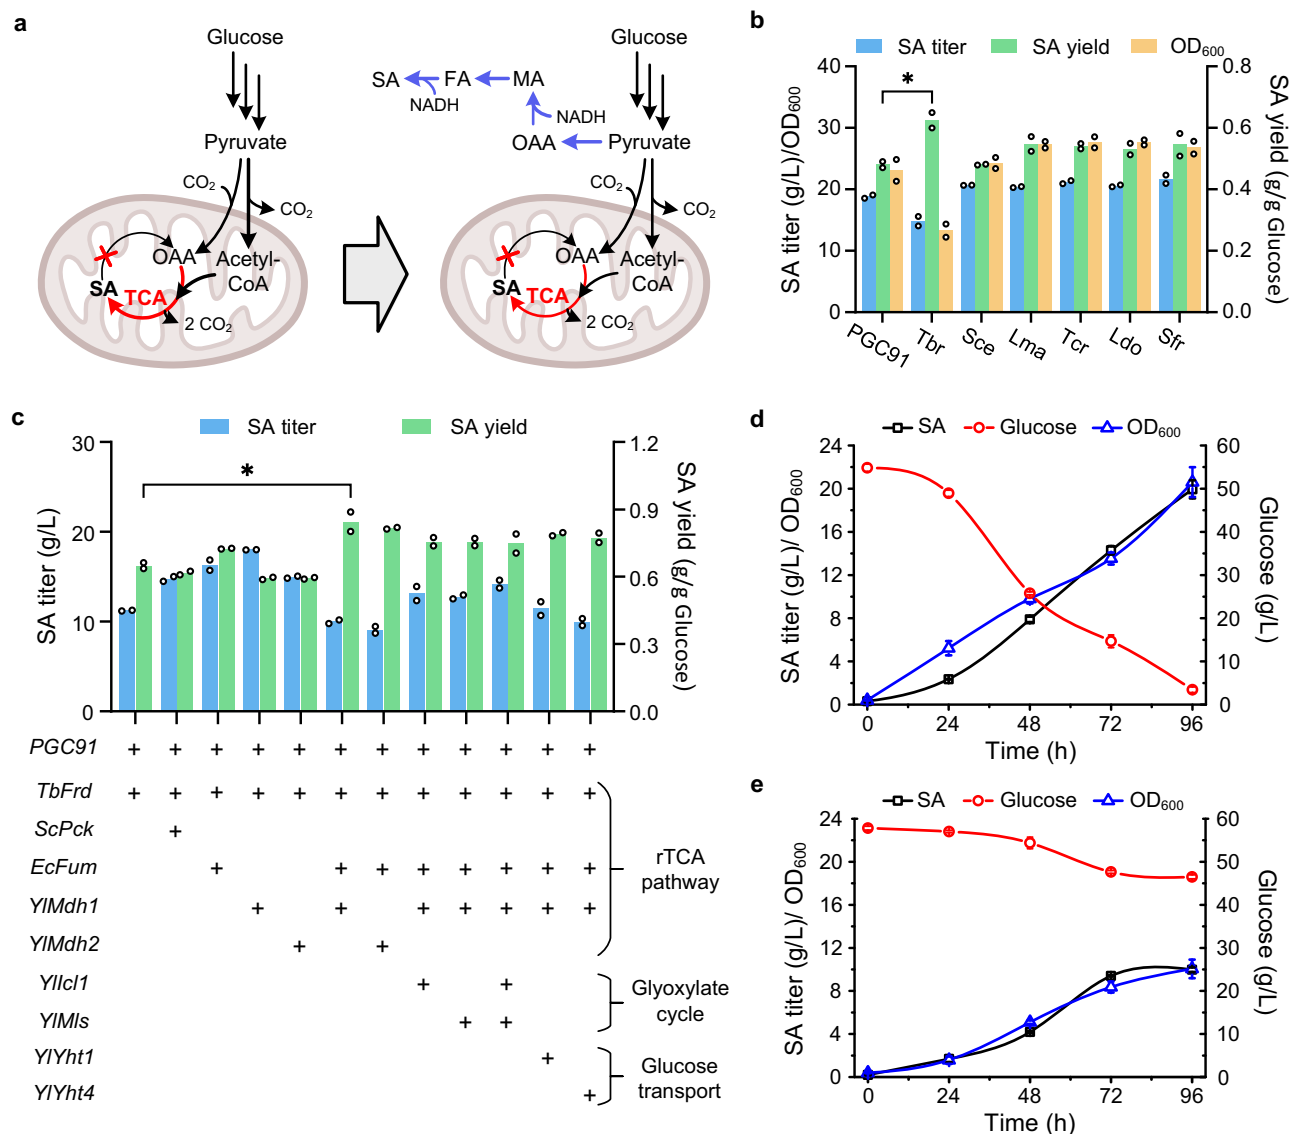 a
Glucose
Pyruvate
CO2
CO2
OAA
Acetyl-
CoA
SA
TCA
2 CO2
Glucose
SA
FA
MA
NADH
NADH
OAA
Pyruvate
CO2
CO2
OAA
Acetyl-
CoA
SA
TCA
2 CO2
b
SA titer
SA yield
OD600
SA titer (g/L)/OD600
40
30
20
10
0
*
0.8
0.6
0.4
0.2
0
SA yield
(g/g Glucose)
PGC91
Tbr
Sce
Lma
Tcr
Ldo
Sfr
c
SA titer
SA yield
SA titer (g/L)
30
20
10
0
*
1.2
0.9
0.6
0.3
0.0
SA yield
(g/g Glucose)
PGC91 + + + + + + + + + + + +
TbFrd + + + + + + + + + + + +
ScPck +
EcFum + + + + + + + +
YlMdh1 + + + + + + +
YlMdh2 + +
YlIcl1 + +
YlMls + +
YlYht1 +
YlYht4 +
rTCA
pathway
Glyoxylate
cycle
Glucose
transport
d
SA
Glucose
OD600
SA titer (g/L)/ OD600
24
20
16
12
8
4
0
60
50
40
30
20
10
0
Glucose
(g/L)
0 24 48 72 96
Time (h)
e
SA
Glucose
OD600
SA titer (g/L)/ OD600
24
20
16
12
8
4
0
60
50
40
30
20
10
0
Glucose (g/L)
0 24 48 72 96
Time (h)